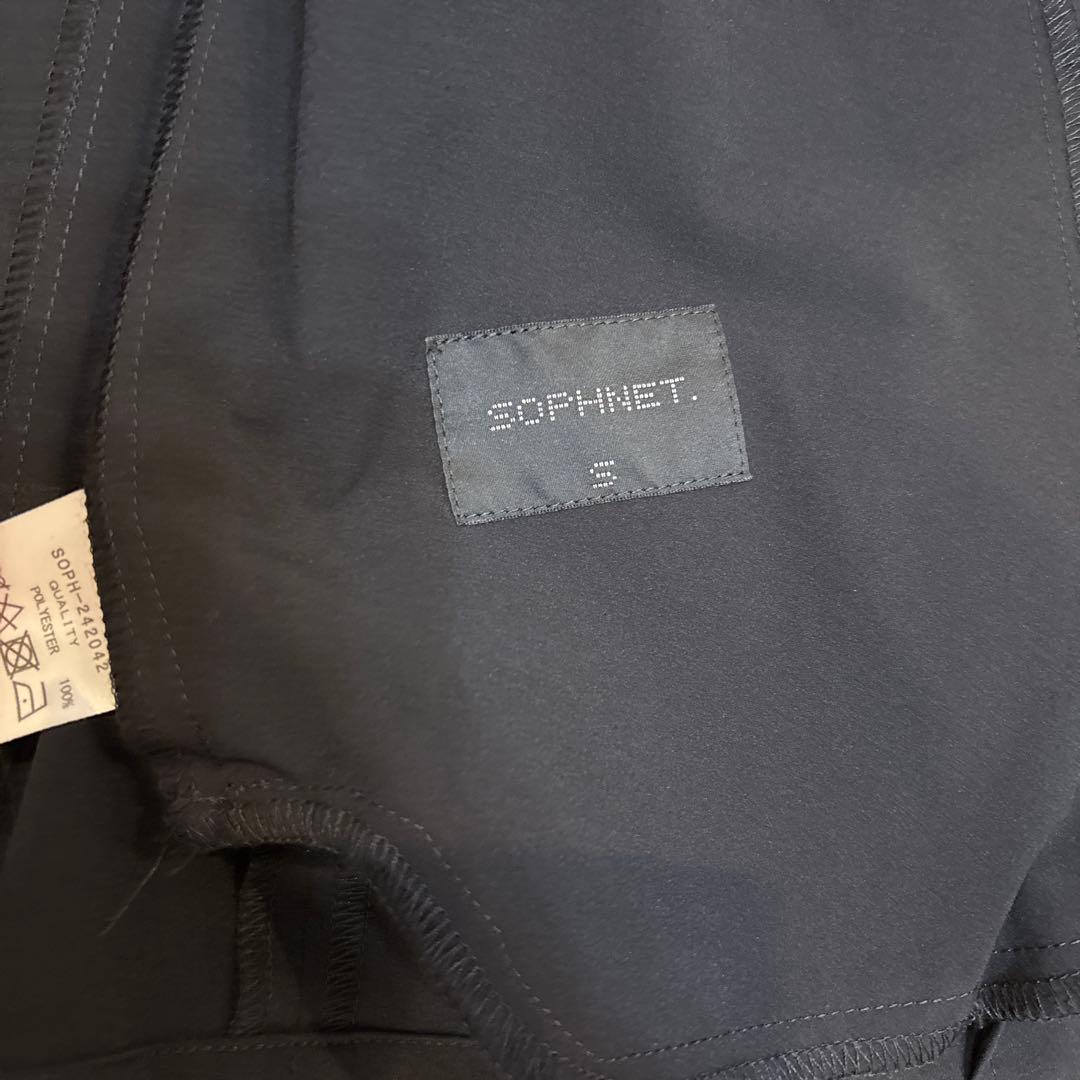 SOPHNET.
S
SOPH-242042
QUALITY
POLYESTER 100%